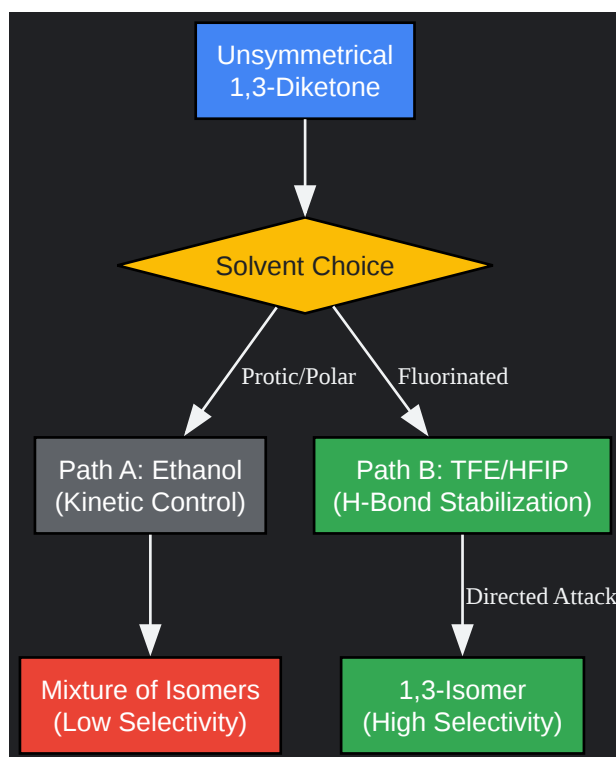 Unsymmetrical
1,3-Diketone
Solvent Choice
Protic/Polar
Fluorinated
Path A: Ethanol
(Kinetic Control)
Path B: TFE/HFIP
(H-Bond Stabilization)
Directed Attack
Mixture of Isomers
(Low Selectivity)
1,3-Isomer
(High Selectivity)